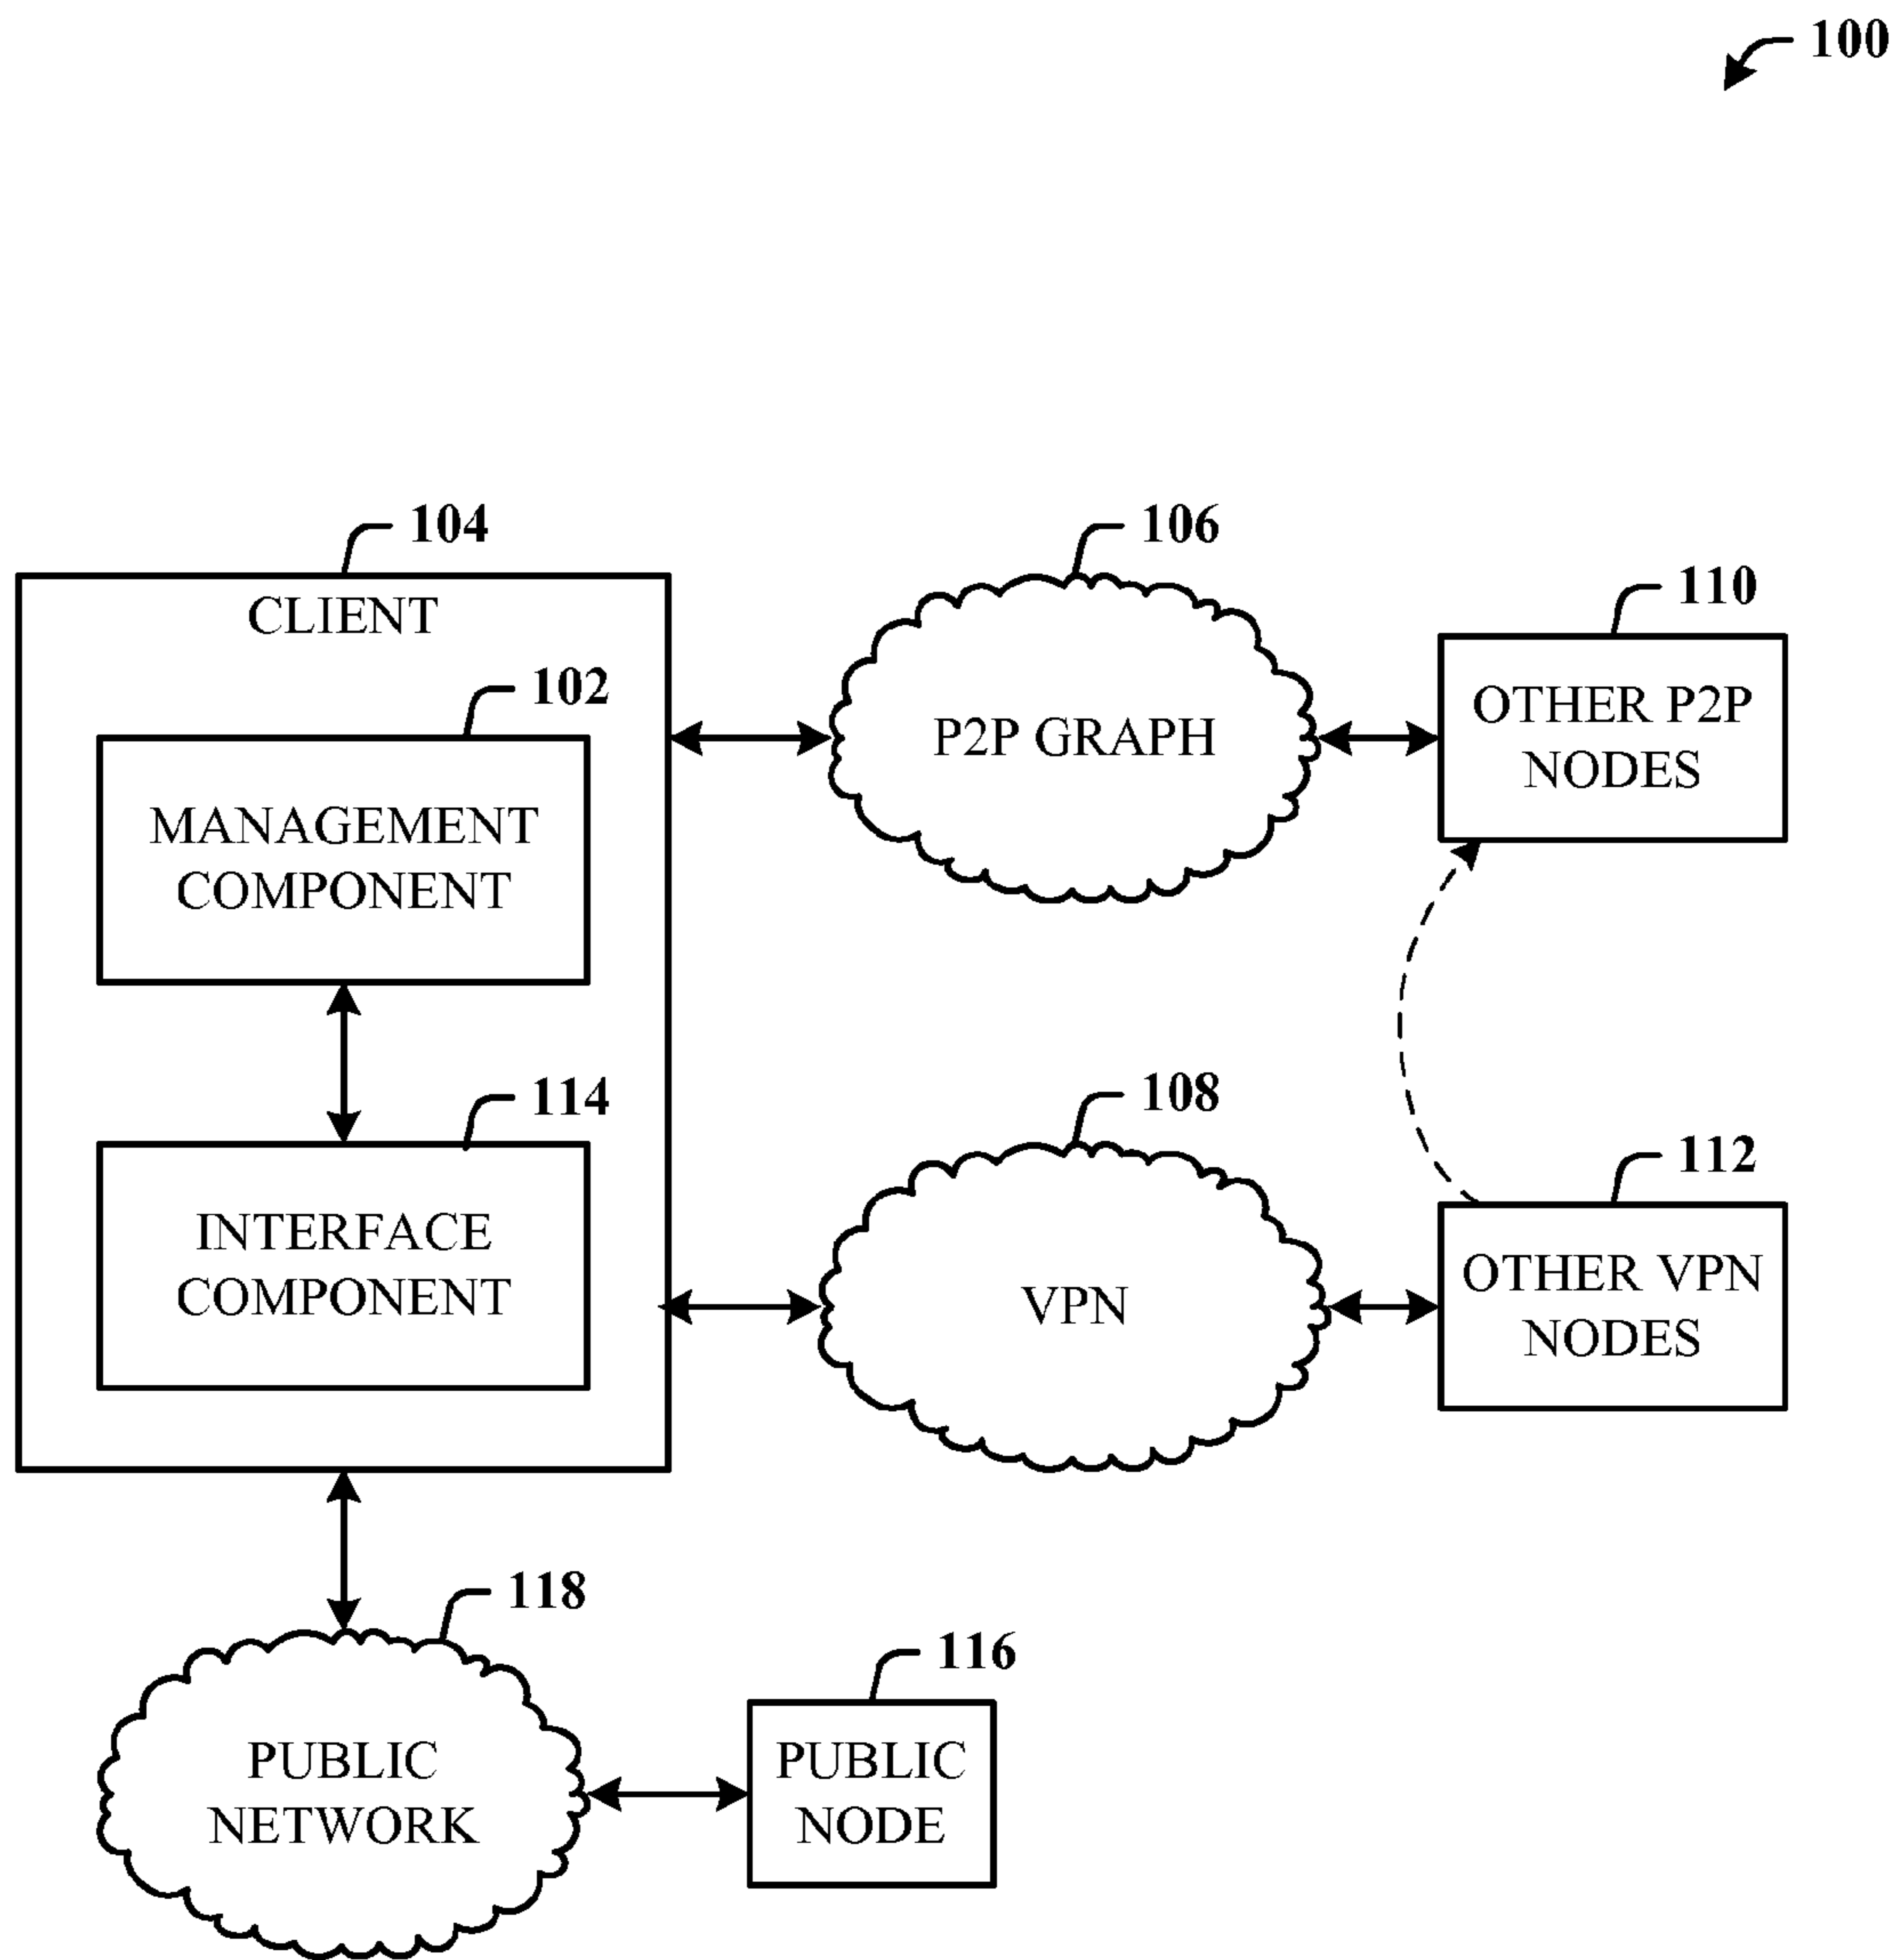 100
104
CLIENT
102
MANAGEMENT
COMPONENT
114
INTERFACE
COMPONENT
106
P2P GRAPH
110
OTHER P2P
NODES
108
VPN
112
OTHER VPN
NODES
118
PUBLIC
NETWORK
116
PUBLIC
NODE